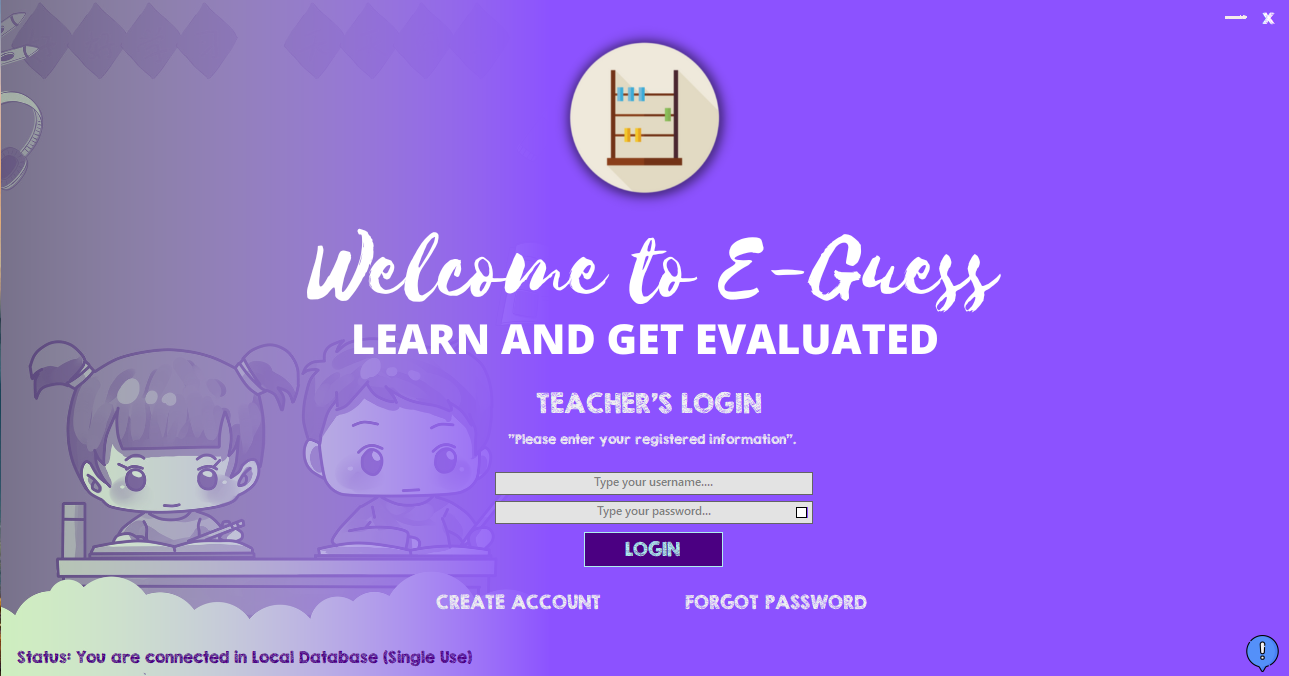 X
Welcome to E-Guess
LEARN AND GET EVALUATED
TEACHER'S LOGIN
"Please enter your registered information".
Type your username....
Type your password...
LOGIN
CREATE ACCOUNT FORGOT PASSWORD
Status: You are connected in Local Database (Single Use)
!